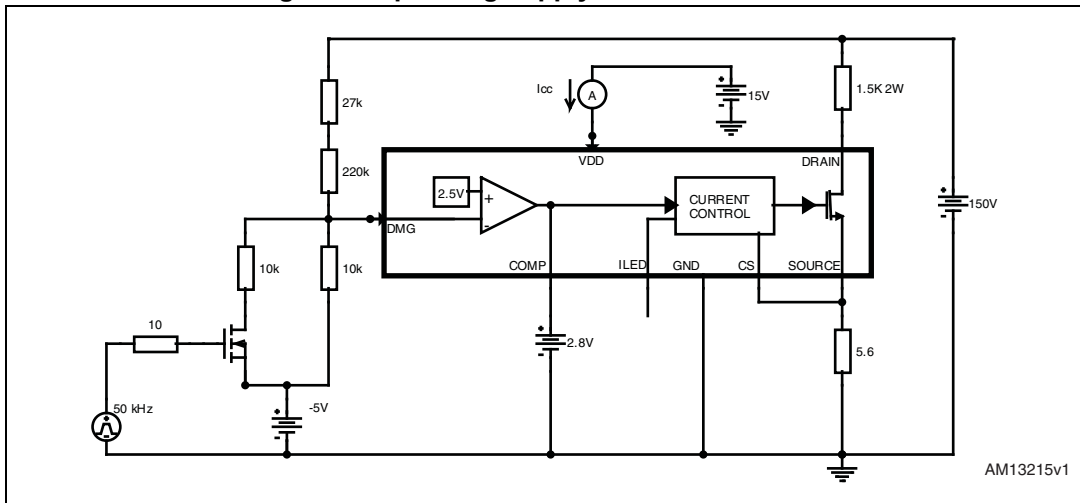 27k
220k
Icc
A
15V
1.5K 2W
VDD
DRAIN
2.5V
+
-
CURRENT
CONTROL
150V
DMG
COMP
ILED
GND
CS
SOURCE
10k
10k
10
2.8V
5.6
50 kHz
-5V
AM13215v1